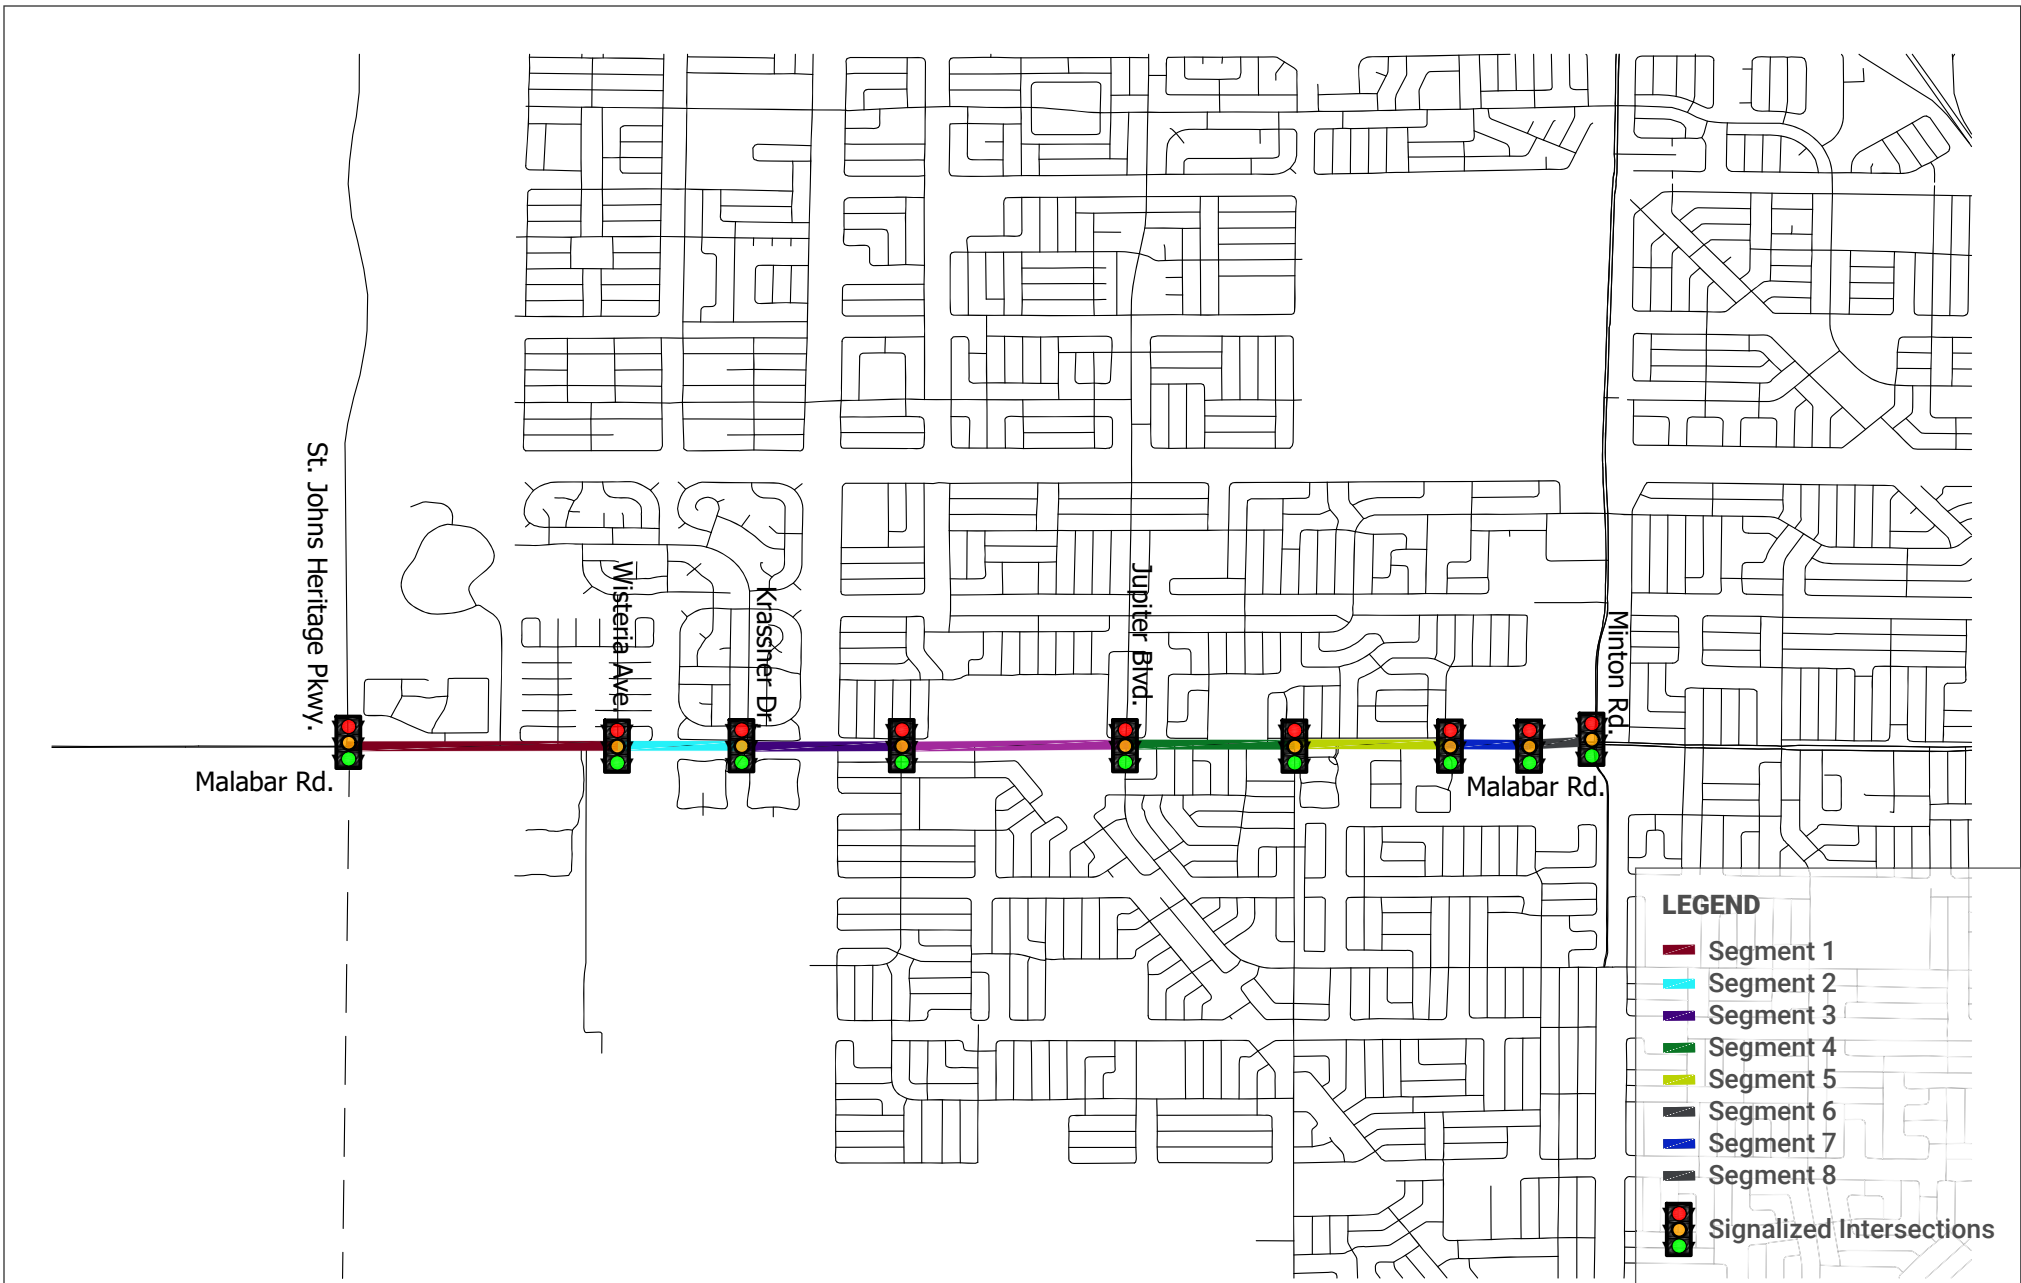 St. Johns Heritage Pkwy.
Wisteria Ave.
Krassner Dr.
Jupiter Blvd.
Minton Rd.
Malabar Rd.
Malabar Rd.
LEGEND
Segment 1
Segment 2
Segment 3
Segment 4
Segment 5
Segment 6
Segment 7
Segment 8
Signalized Intersections